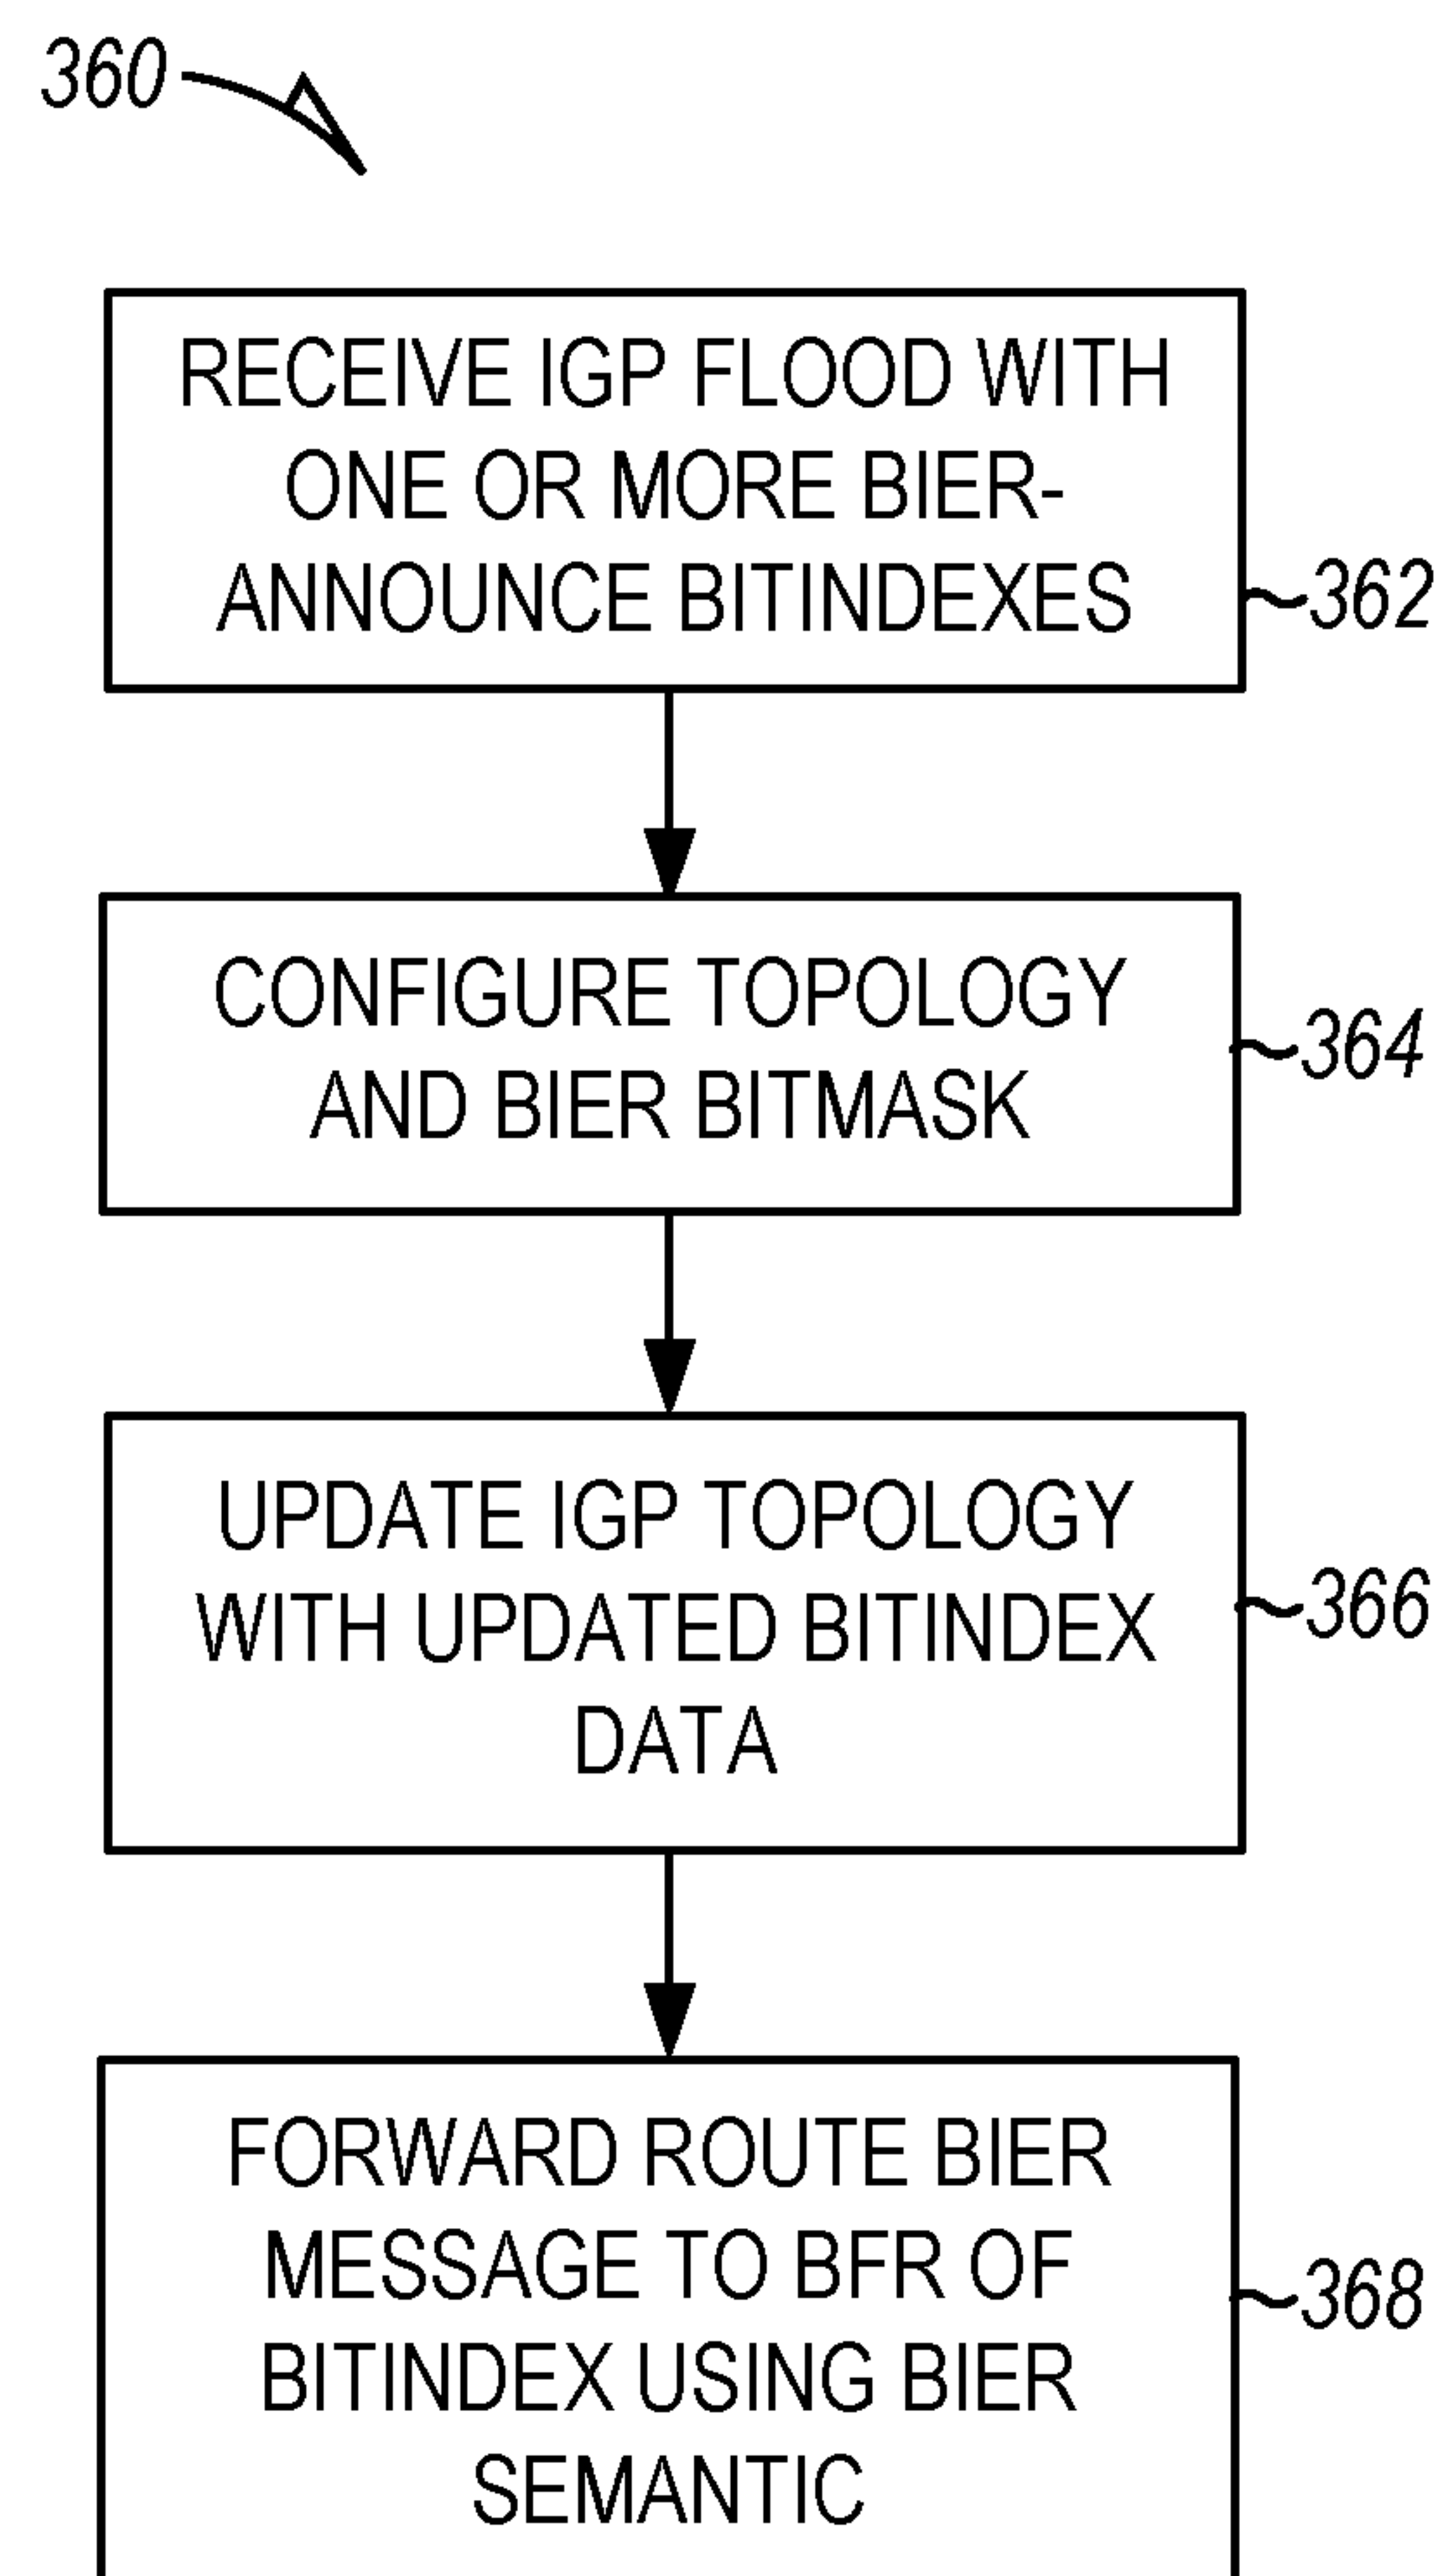 360
RECEIVE IGP FLOOD WITH
ONE OR MORE BIER-
ANNOUNCE BITINDEXES
362
CONFIGURE TOPOLOGY
AND BIER BITMASK
364
UPDATE IGP TOPOLOGY
WITH UPDATED BITINDEX
DATA
366
FORWARD ROUTE BIER
MESSAGE TO BFR OF
BITINDEX USING BIER
SEMANTIC
368